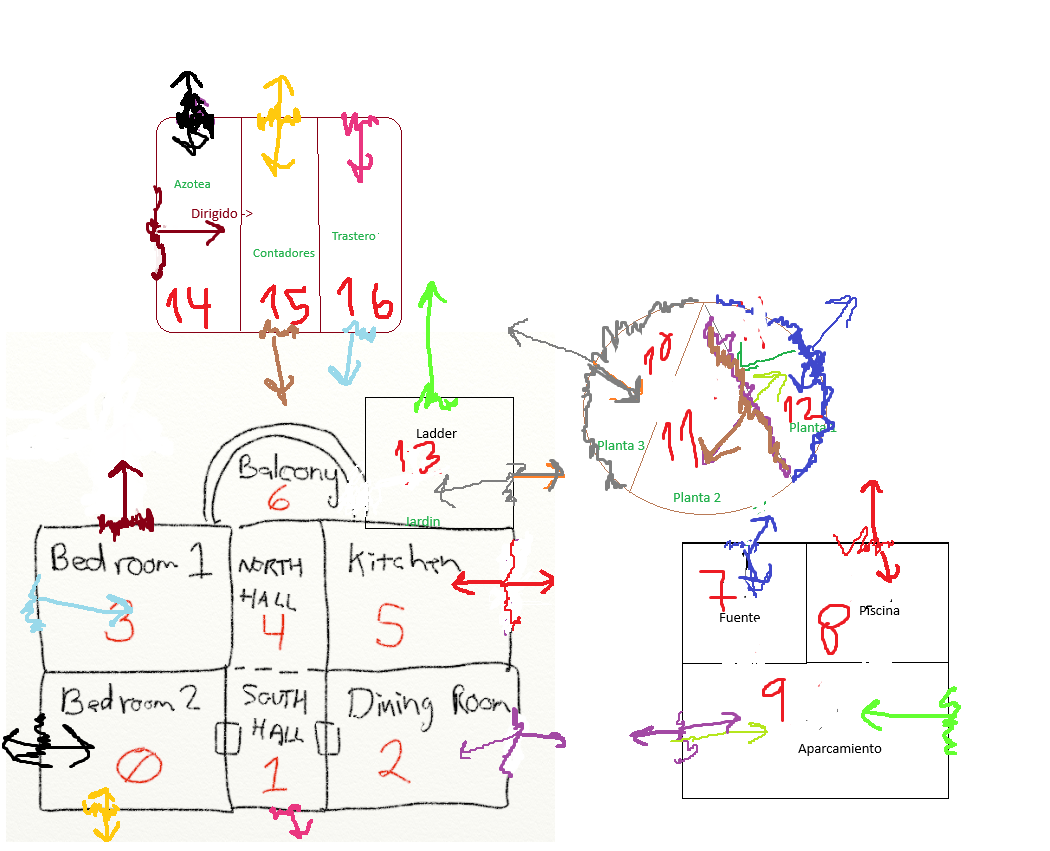 Azotea
Dirigido ->
Contadores
Trastero
14
15
16
Ladder
13
Jardin
Balcony
6
10
11
12
Planta 1
Planta 3
Planta 2
Bedroom 1
3
NORTH
HALL
4
Kitchen
5
Bedroom 2
0
SOUTH
HALL
1
Dining Room
2
7
Fuente
8
Piscina
9
Aparcamiento